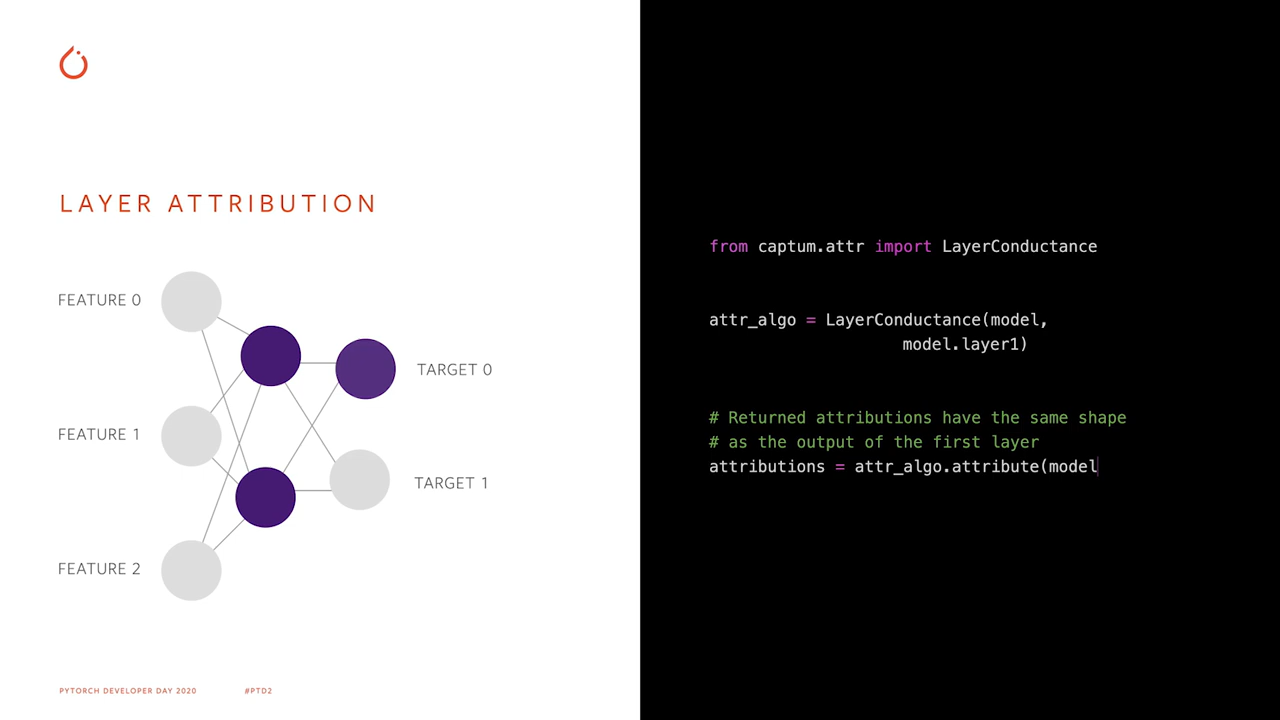 LAYER ATTRIBUTION
FEATURE 0
FEATURE 1
FEATURE 2
TARGET 0
TARGET 1
PYTORCH DEVELOPER DAY 2020
#PTD2
from captum.attr import LayerConductance
attr_algo = LayerConductance(model,
model.layer1)
# Returned attributions have the same shape
# as the output of the first layer
attributions = attr_algo.attribute(model